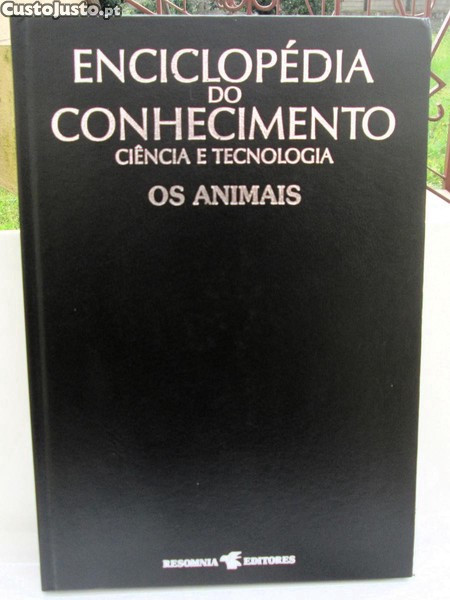 CustoJusto.pt
ENCICLOPÉDIA
DO
CONHECIMENTO
CIÊNCIA E TECNOLOGIA
OS ANIMAIS
RESOMNIA EDITORES